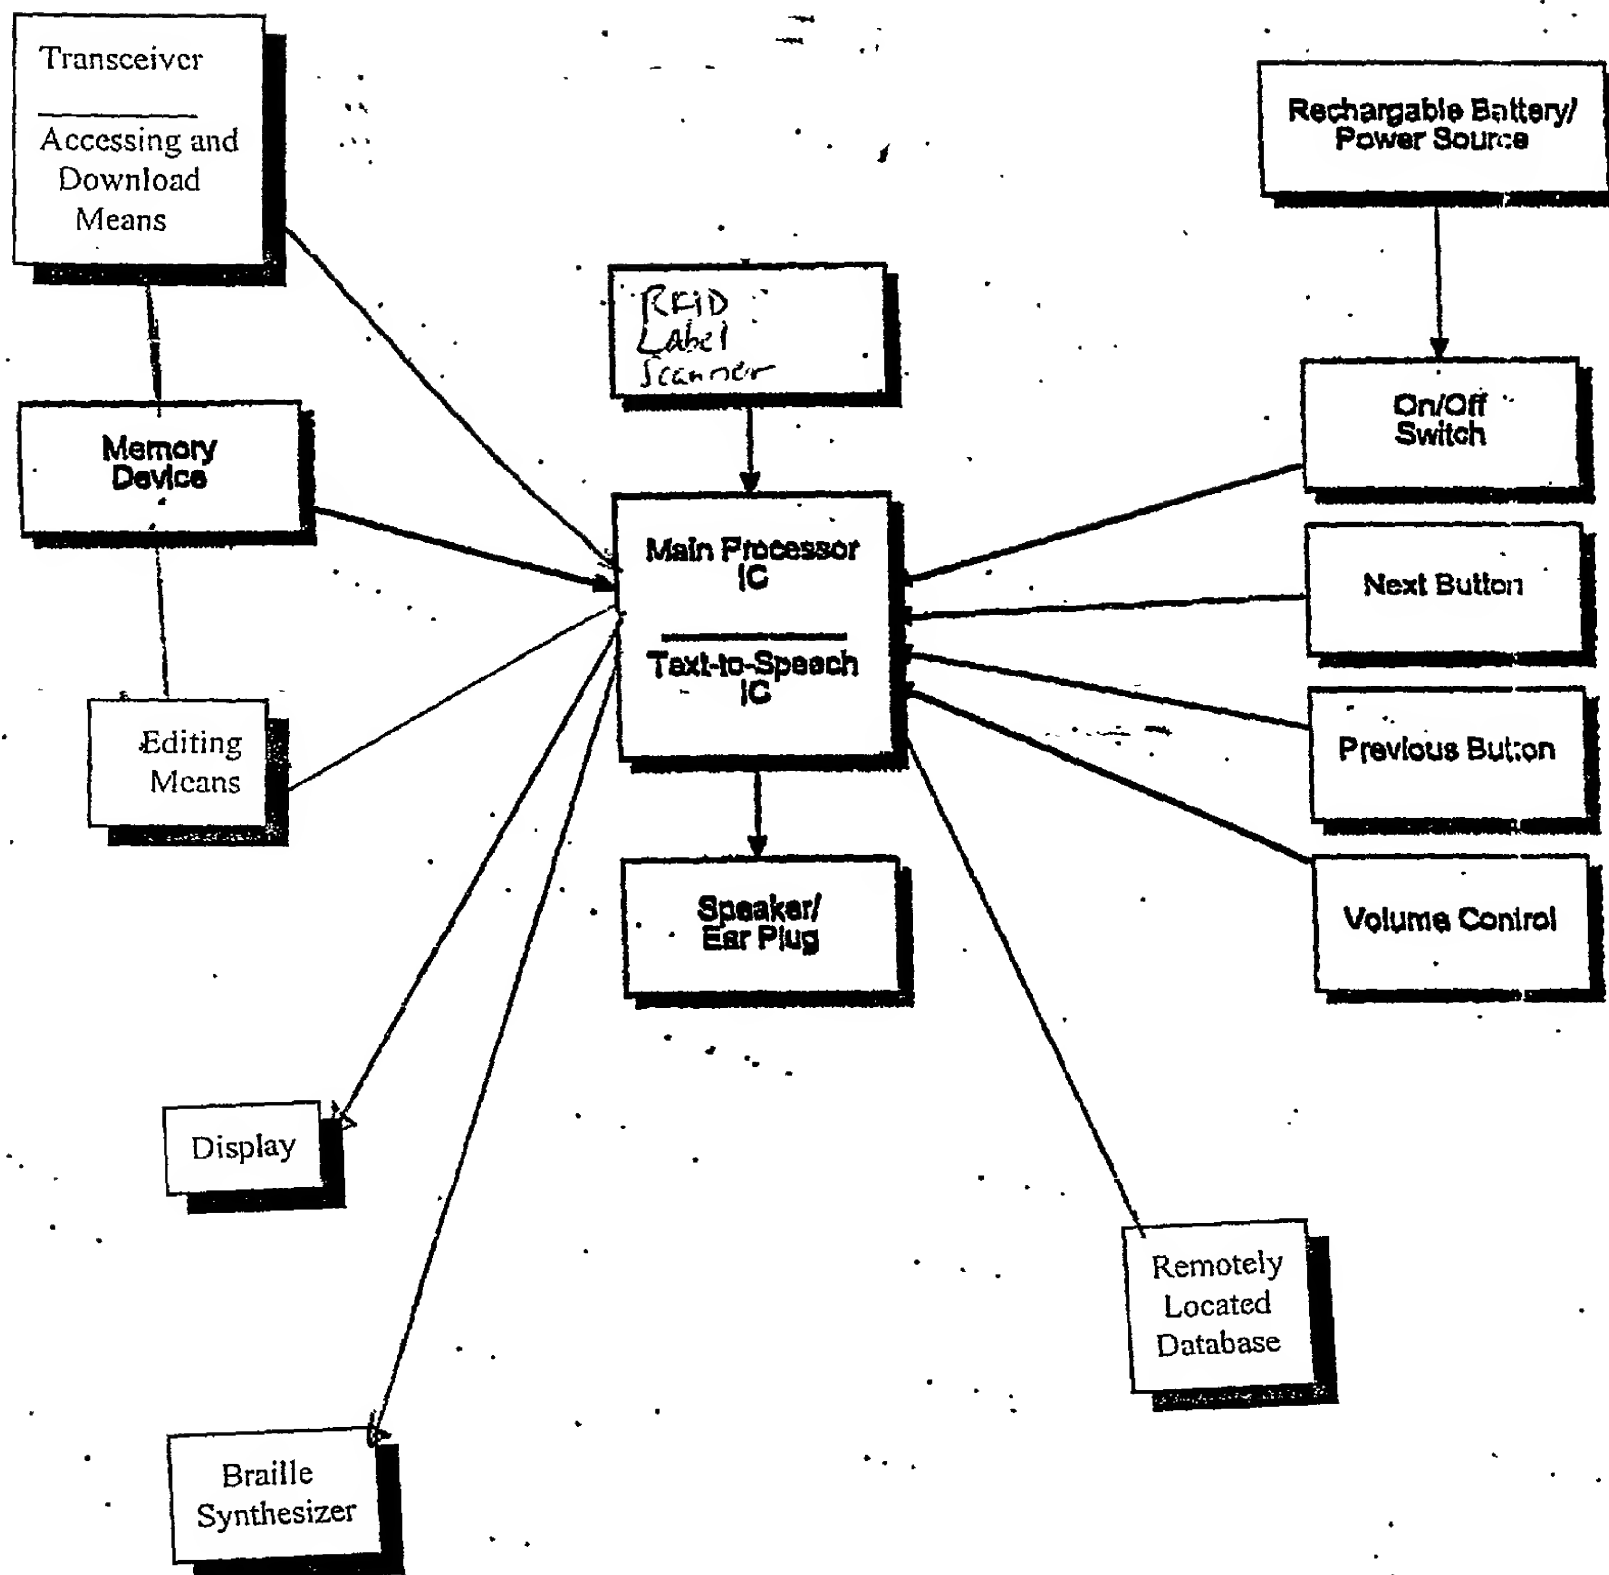 Transceiver
Accessing and
Download
Means
Rechargable Battery/
Power Source
RFiD
Label
Scanner
Memory
Device
On/Off
Switch
Main Processor
IC
Text-to-Speech
IC
Next Button
Editing
Means
Previous Button
Speaker/
Ear Plug
Volume Control
Display
Remotely
Located
Database
Braille
Synthesizer